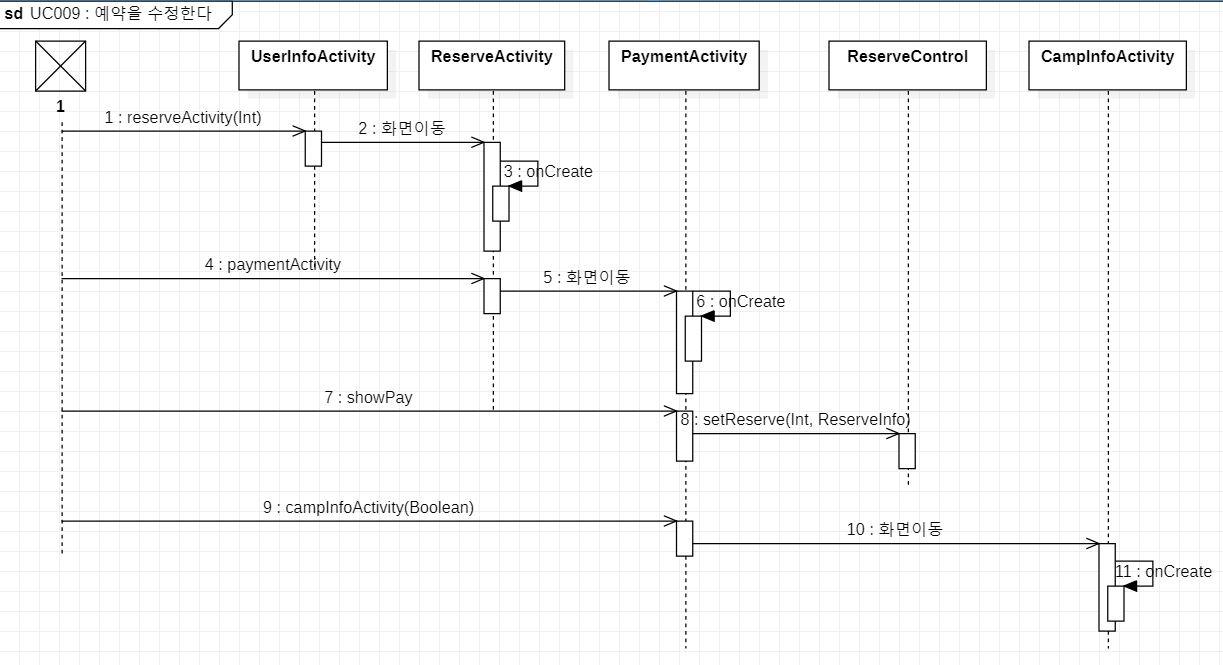 sd UC009 : 예약을 수정한다
UserInfoActivity
ReserveActivity
PaymentActivity
ReserveControl
CampInfoActivity
1
1 : reserveActivity(Int)
2 : 화면이동
3 : onCreate
4 : paymentActivity
5 : 화면이동
6 : onCreate
7 : showPay
8 : setReserve(Int, ReserveInfo)
9 : campInfoActivity(Boolean)
10 : 화면이동
11 : onCreate